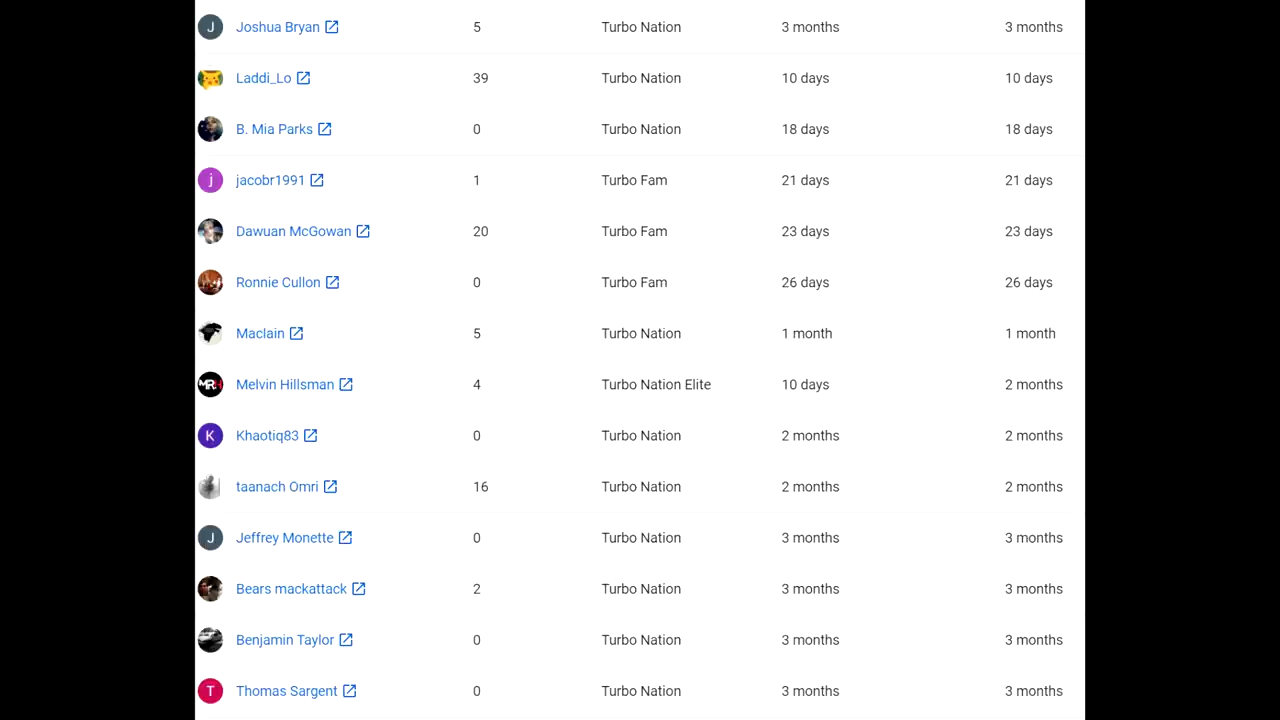 J Joshua Bryan 5 Turbo Nation 3 months 3 months
Laddi_Lo 39 Turbo Nation 10 days 10 days
B. Mia Parks 0 Turbo Nation 18 days 18 days
j jacobr1991 1 Turbo Fam 21 days 21 days
Dawuan McGowan 20 Turbo Fam 23 days 23 days
Ronnie Cullon 0 Turbo Fam 26 days 26 days
Maclain 5 Turbo Nation 1 month 1 month
MRH Melvin Hillsman 4 Turbo Nation Elite 10 days 2 months
K Khaotiq83 0 Turbo Nation 2 months 2 months
taanach Omri 16 Turbo Nation 2 months 2 months
J Jeffrey Monette 0 Turbo Nation 3 months 3 months
Bears mackattack 2 Turbo Nation 3 months 3 months
Benjamin Taylor 0 Turbo Nation 3 months 3 months
T Thomas Sargent 0 Turbo Nation 3 months 3 months